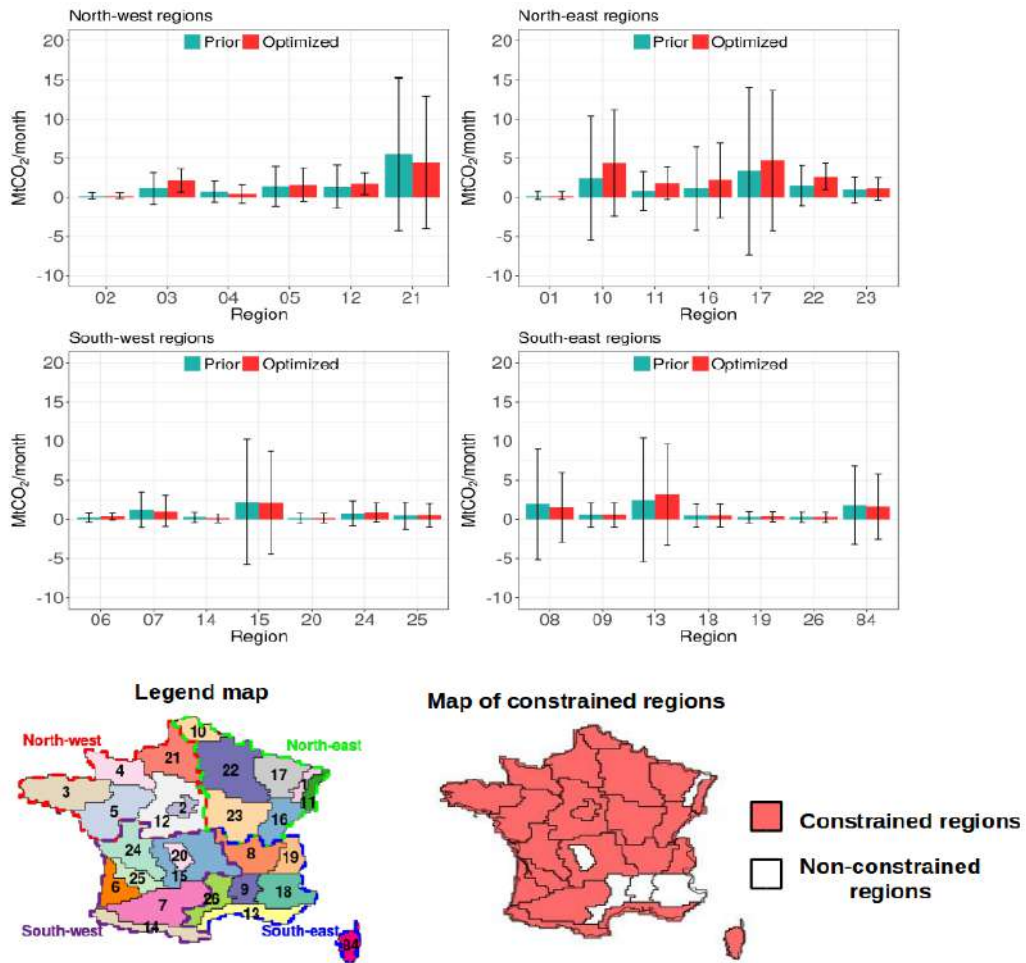 North-west regions
Prior Optimized
MtCO₂/month
20
15
10
5
0
-5
-10
02 03 04 05 12 21
Region
North-east regions
Prior Optimized
MtCO₂/month
20
15
10
5
0
-5
-10
01 10 11 16 17 22 23
Region
South-west regions
Prior Optimized
MtCO₂/month
20
15
10
5
0
-5
-10
06 07 14 15 20 24 25
Region
South-east regions
Prior Optimized
MtCO₂/month
20
15
10
5
0
-5
-10
08 09 13 18 19 26 84
Region
Legend map
North-west
North-east
10
21
4
22
17
3
1
11
5
2
12
23
16
24
20
8
19
25
15
6
7
26
9
18
14
13
South-west
South-east
84
Map of constrained regions
Constrained regions
Non-constrained
regions